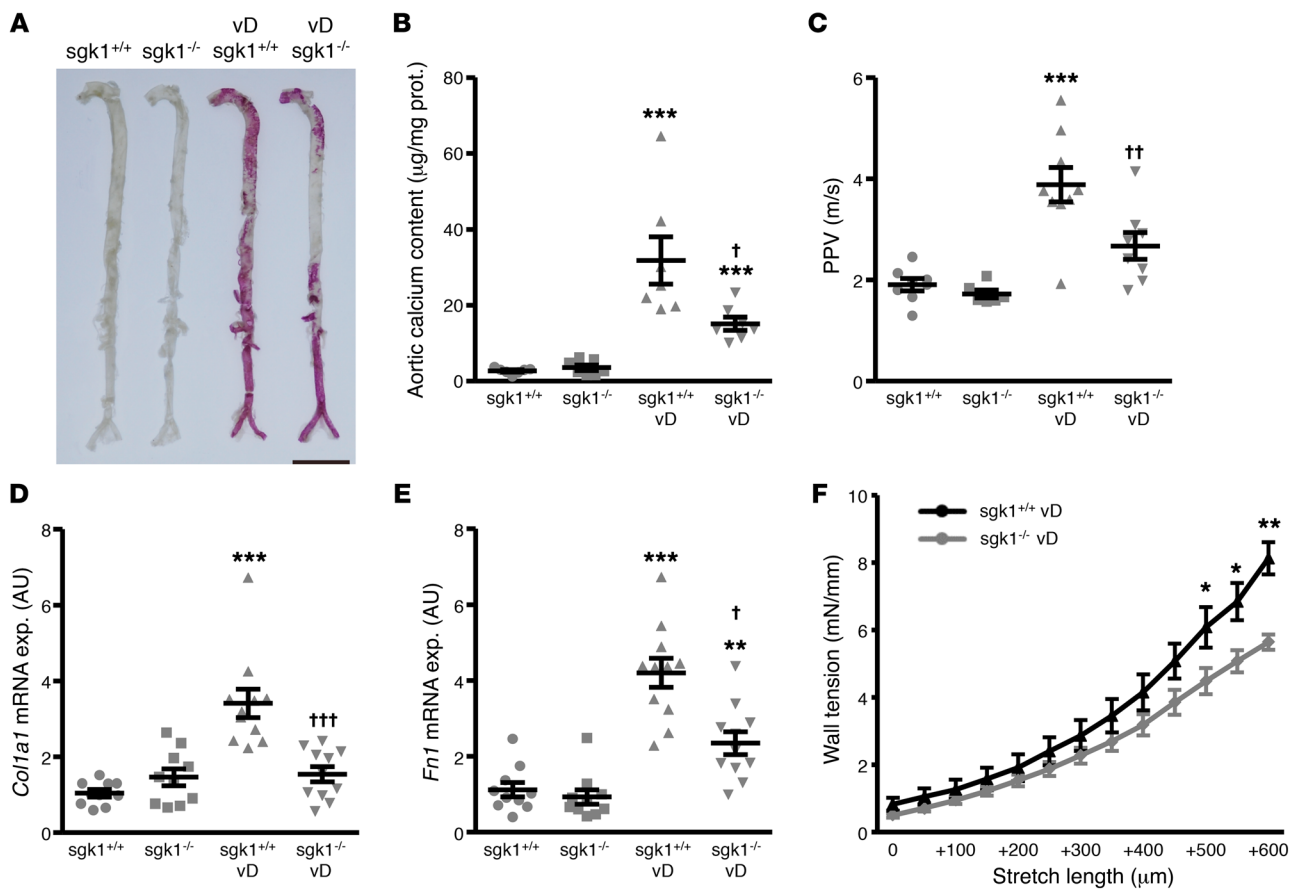 A
vD vD
sgk1+/+ sgk1-/- sgk1+/+ sgk1-/-
B
Aortic calcium content (µg/mg prot.)
80
60
40
20
0
***
†
***
sgk1+/+ sgk1-/- sgk1+/+ sgk1-/-
vD vD
C
PPV (m/s)
6
4
2
0
***
††
sgk1+/+ sgk1-/- sgk1+/+ sgk1-/-
vD vD
D
Col1a1 mRNA exp. (AU)
8
6
4
2
0
***
†††
sgk1+/+ sgk1-/- sgk1+/+ sgk1-/-
vD vD
E
Fn1 mRNA exp. (AU)
8
6
4
2
0
***
†
**
sgk1+/+ sgk1-/- sgk1+/+ sgk1-/-
vD vD
F
Wall tension (mN/mm)
10
8
6
4
2
0
sgk1+/+ vD
sgk1-/- vD
* * **
0 +100 +200 +300 +400 +500 +600
Stretch length (µm)